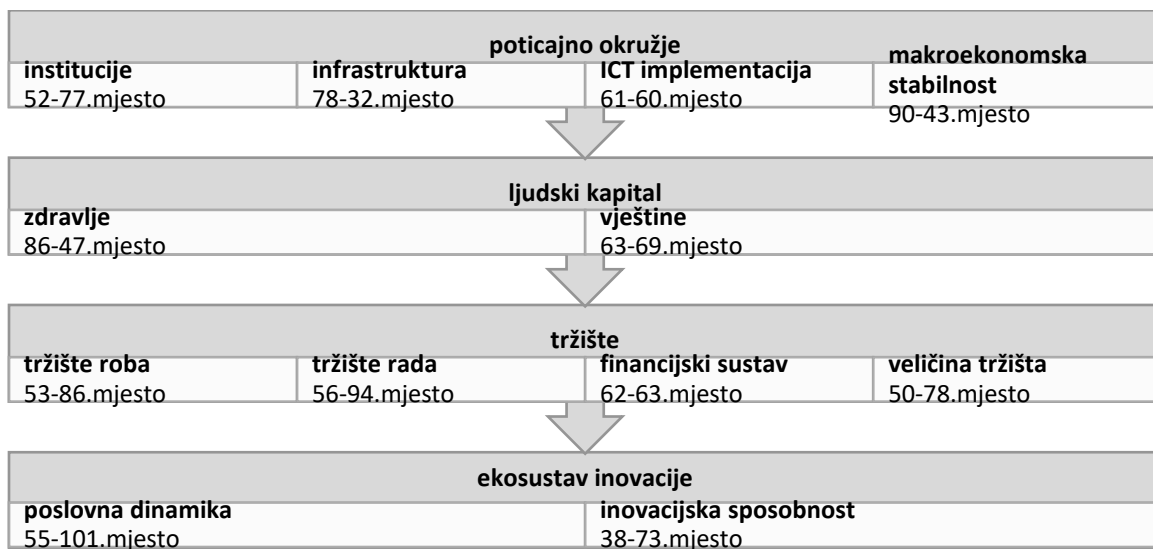 poticajno okružje
institucije
52-77.mjesto
infrastruktura
78-32.mjesto
ICT implementacija
61-60.mjesto
makroekonomska
stabilnost
90-43.mjesto
ljudski kapital
zdravlje
86-47.mjesto
vještine
63-69.mjesto
tržište
tržište roba
53-86.mjesto
tržište rada
56-94.mjesto
financijski sustav
62-63.mjesto
veličina tržišta
50-78.mjesto
ekosustav inovacije
poslovna dinamika
55-101.mjesto
inovacijska sposobnost
38-73.mjesto